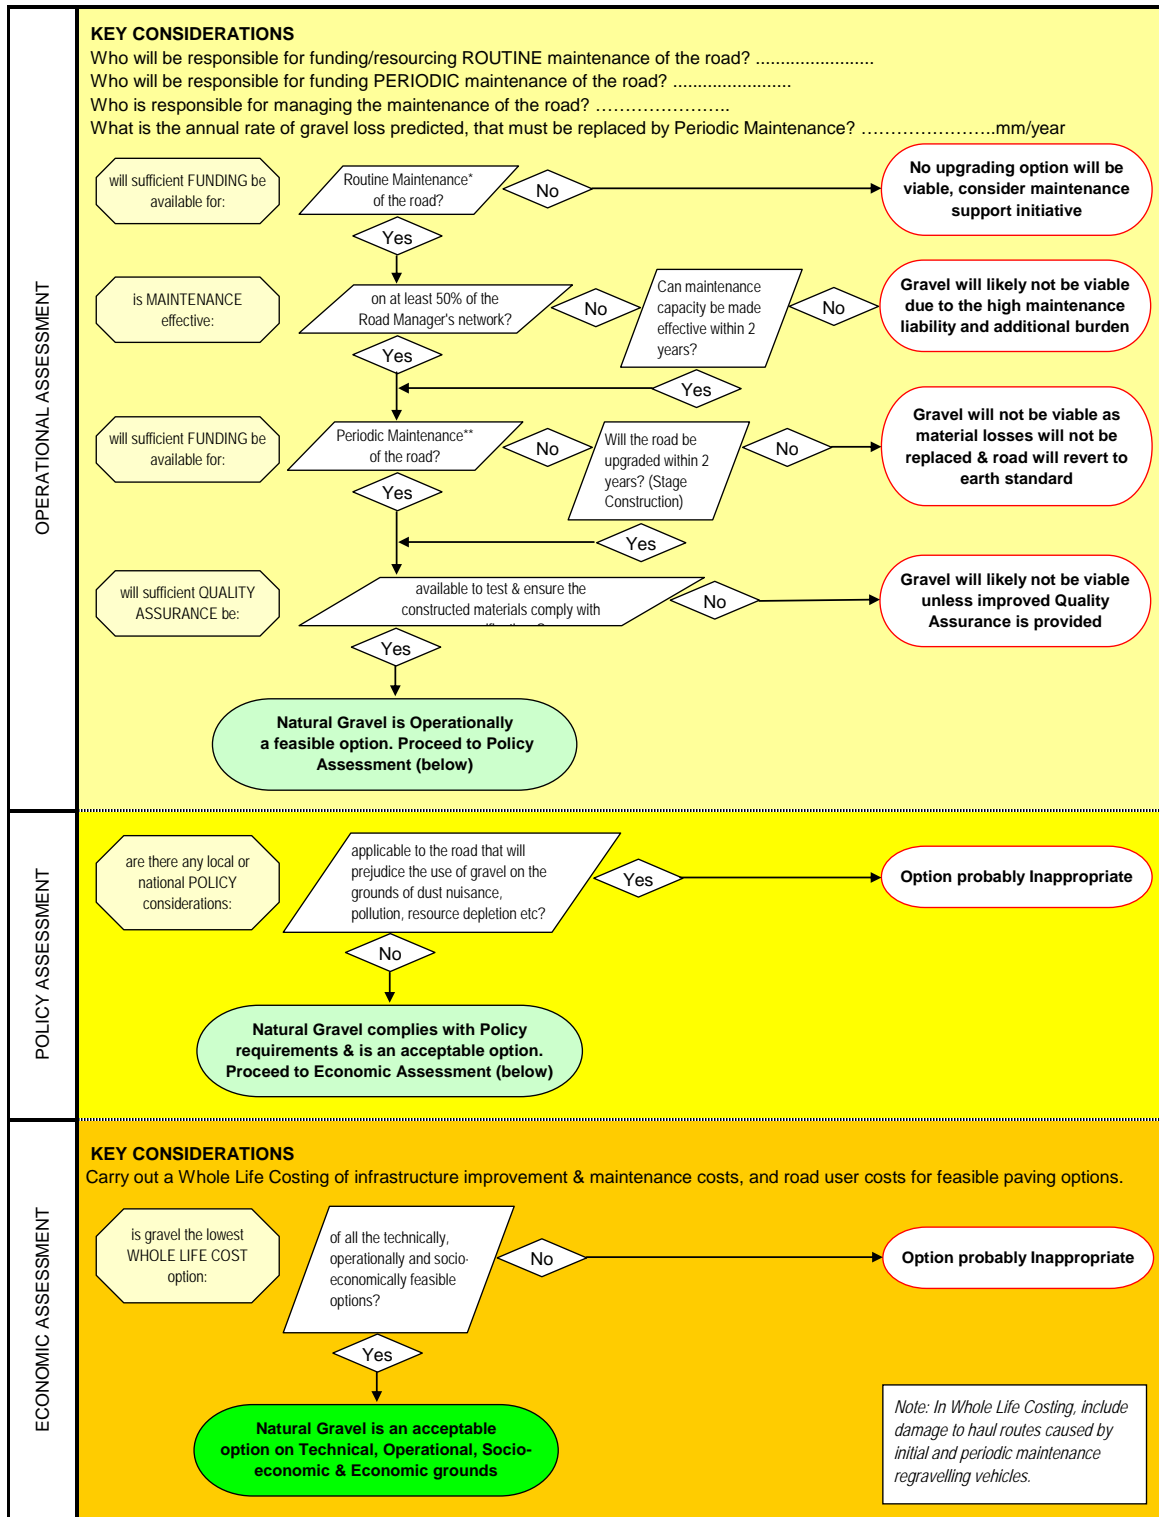 OPERATIONAL ASSESSMENT
KEY CONSIDERATIONS
Who will be responsible for funding/resourcing ROUTINE maintenance of the road? ........................
Who will be responsible for funding PERIODIC maintenance of the road? ........................
Who is responsible for managing the maintenance of the road? …………………..
What is the annual rate of gravel loss predicted, that must be replaced by Periodic Maintenance? …………………..mm/year
will sufficient FUNDING be
available for:
Routine Maintenance*
of the road?
No
No upgrading option will be
viable, consider maintenance
support initiative
Yes
is MAINTENANCE
effective:
on at least 50% of the
Road Manager's network?
No
Can maintenance
capacity be made
effective within 2
years?
No
Gravel will likely not be viable
due to the high maintenance
liability and additional burden
Yes
Yes
will sufficient FUNDING be
available for:
Periodic Maintenance**
of the road?
No
Will the road be
upgraded within 2
years? (Stage
Construction)
No
Gravel will not be viable as
material losses will not be
replaced & road will revert to
earth standard
Yes
Yes
will sufficient QUALITY
ASSURANCE be:
available to test & ensure the
constructed materials comply with
No
Gravel will likely not be viable
unless improved Quality
Assurance is provided
Yes
Natural Gravel is Operationally
a feasible option. Proceed to Policy
Assessment (below)
POLICY ASSESSMENT
are there any local or
national POLICY
considerations:
applicable to the road that will
prejudice the use of gravel on the
grounds of dust nuisance,
pollution, resource depletion etc?
Yes
Option probably Inappropriate
No
Natural Gravel complies with Policy
requirements & is an acceptable option.
Proceed to Economic Assessment (below)
ECONOMIC ASSESSMENT
KEY CONSIDERATIONS
Carry out a Whole Life Costing of infrastructure improvement & maintenance costs, and road user costs for feasible paving options.
is gravel the lowest
WHOLE LIFE COST
option:
of all the technically,
operationally and socio-
economically feasible
options?
No
Option probably Inappropriate
Yes
Natural Gravel is an acceptable
option on Technical, Operational, Socio-
economic & Economic grounds
Note: In Whole Life Costing, include
damage to haul routes caused by
initial and periodic maintenance
regravelling vehicles.